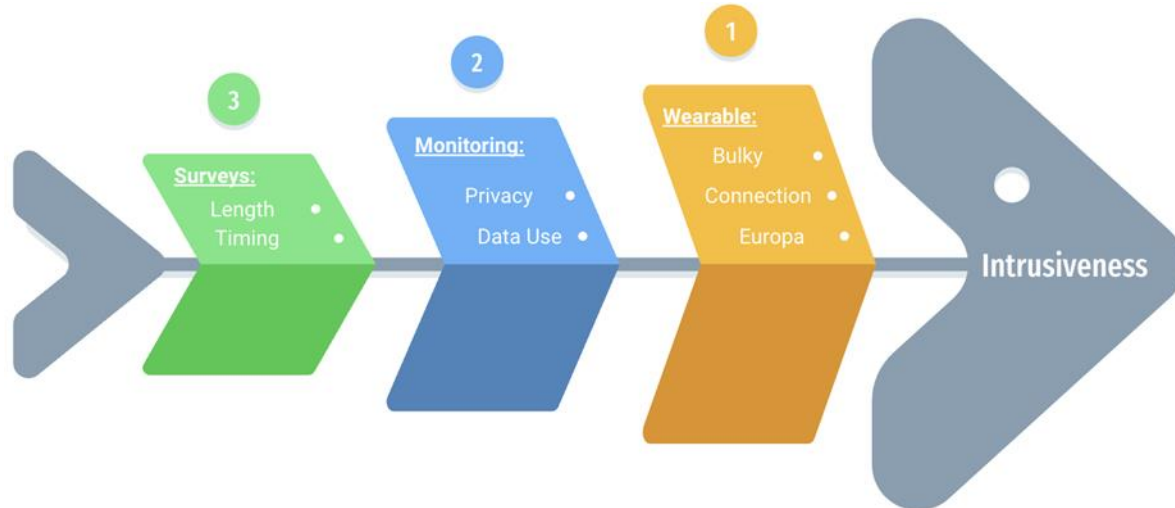 3
Surveys:
Length
Timing
2
Monitoring:
Privacy
Data Use
1
Wearable:
Bulky
Connection
Europa
Intrusiveness